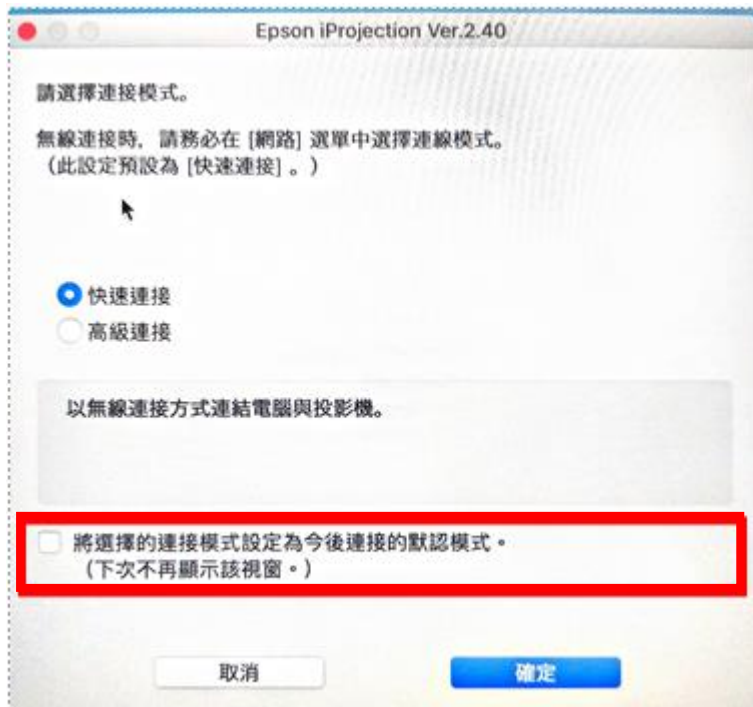 Epson iProjection Ver.2.40
請選擇連接模式。
無線連接時，請務必在 [網路] 選單中選擇連線模式。
（此設定預設為 [快速連接] 。）
快速連接
高級連接
以無線連接方式連結電腦與投影機。
將選擇的連接模式設定為今後連接的默認模式。
（下次不再顯示該視窗。）
取消
確定